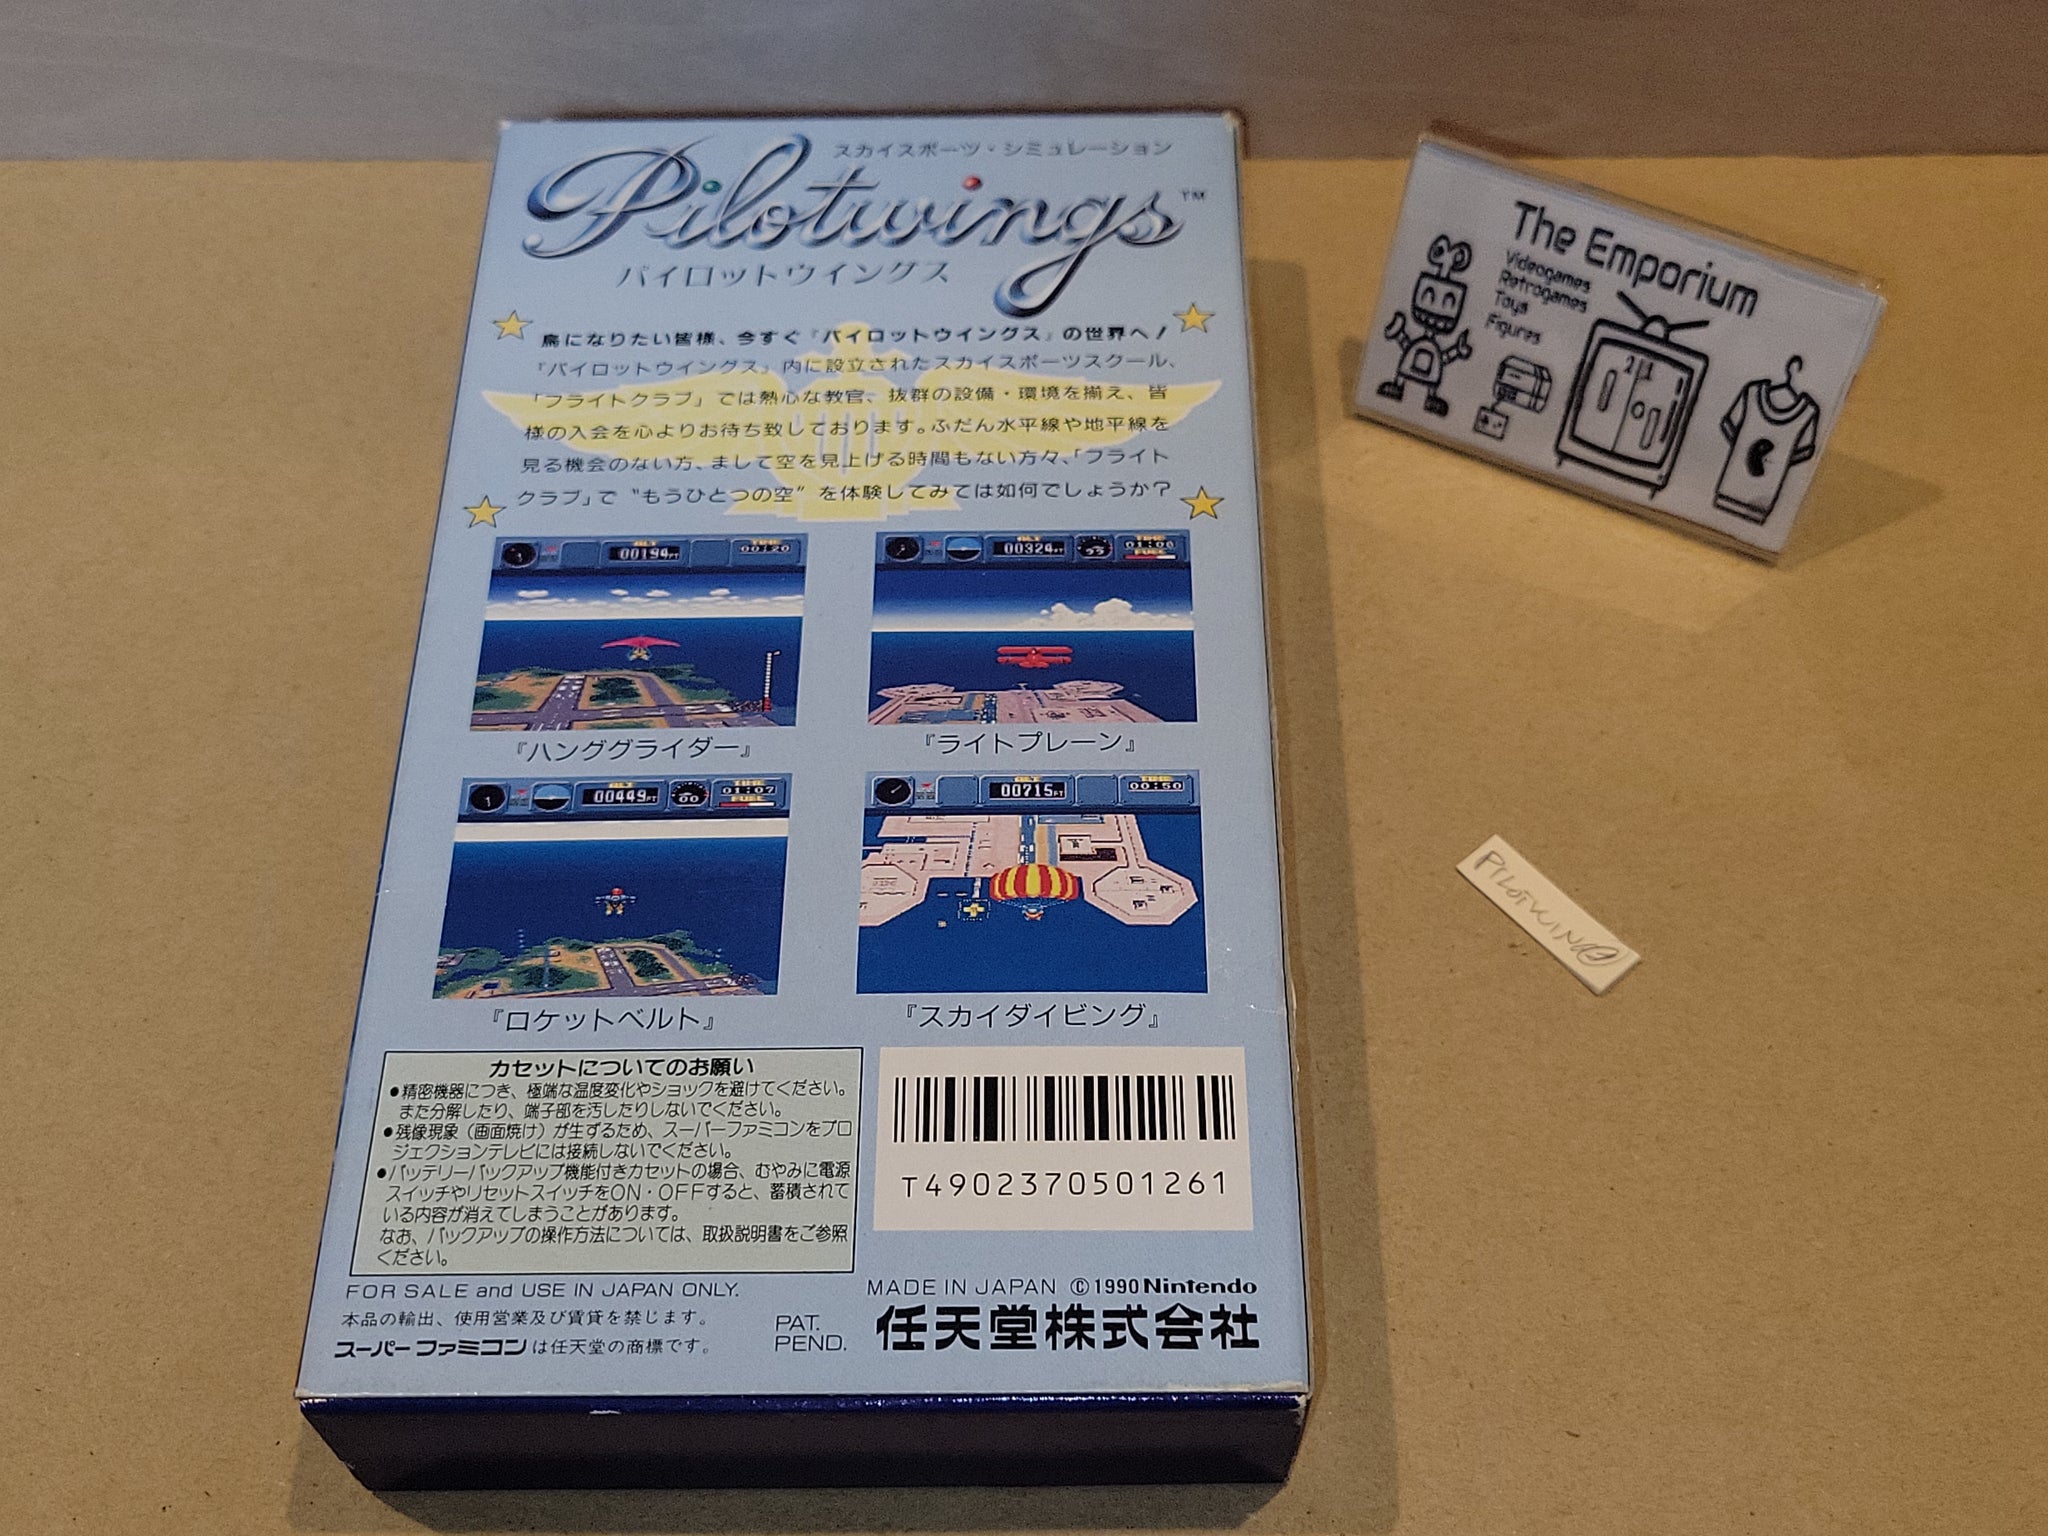 スカイスポーツ・シミュレーション
Pilotwings™
パイロットウイングス
鳥になりたい皆様、今すぐ『パイロットウイングス』の世界へ!
『パイロットウイングス』内に設立されたスカイスポーツスクール、
「フライトクラブ」では熱心な教官、抜群の設備・環境を揃え、皆
様の入会を心よりお待ち致しております。ふだん水平線や地平線を
見る機会のない方、まして空を見上げる時間もない方々、「フライト
クラブ」で“もうひとつの空”を体験してみては如何でしょうか?
ALT
00194FT
TIME
00:20
『ハンググライダー』
ALT
00324FT
TIME
01:06
FUEL
『ライトプレーン』
ALT
00449FT
00
TIME
01:07
FUEL
『ロケットベルト』
ALT
00715FT
TIME
00:50
『スカイダイビング』
カセットについてのお願い
●精密機器につき、極端な温度変化やショックを避けてください。
また分解したり、端子部を汚したりしないでください。
●残像現象(画面焼け)が生ずるため、スーパーファミコンをプロ
ジェクションテレビには接続しないでください。
●バッテリーバックアップ機能付きカセットの場合、むやみに電源
スイッチやリセットスイッチをON・OFFすると、蓄積されて
いる内容が消えてしまうことがあります。
なお、バックアップの操作方法については、取扱説明書をご参照
ください。
T4902370501261
FOR SALE and USE IN JAPAN ONLY.
本品の輸出、使用営業及び賃貸を禁じます。
スーパーファミコンは任天堂の商標です。
PAT.
PEND.
MADE IN JAPAN ©1990 Nintendo
任天堂株式会社
The Emporium
Videogames
Retrogames
Toys
Figures
PILOTWING